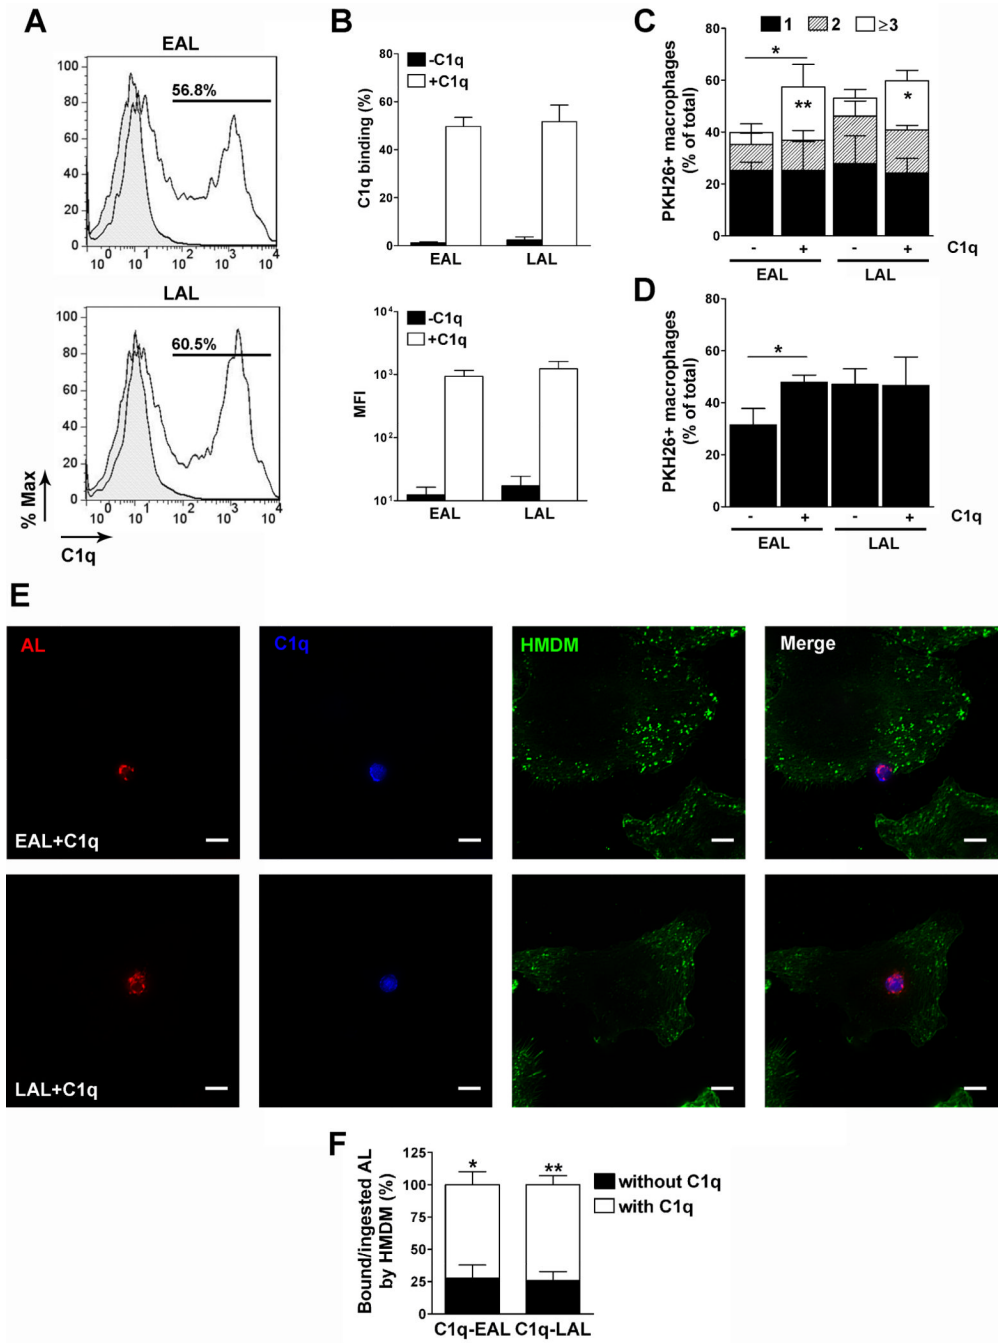 A
EAL
56.8%
100
80
60
40
20
0
10⁰ 10¹ 10² 10³ 10⁴
LAL
60.5%
100
80
60
40
20
0
10⁰ 10¹ 10² 10³ 10⁴
% Max
C1q
B
-C1q
+C1q
C1q binding (%)
100
80
60
40
20
0
EAL LAL
-C1q
+C1q
MFI
10⁴
10³
10²
10¹
EAL LAL
C
1 2 ≥3
PKH26+ macrophages
(% of total)
80
60
40
20
0
*
**
*
- + - + C1q
EAL LAL
D
PKH26+ macrophages
(% of total)
80
60
40
20
0
*
- + - + C1q
EAL LAL
E
AL C1q HMDM Merge
EAL+C1q
LAL+C1q
F
Bound/ingested AL
by HMDM (%)
125
100
75
50
25
0
* **
without C1q
with C1q
C1q-EAL C1q-LAL